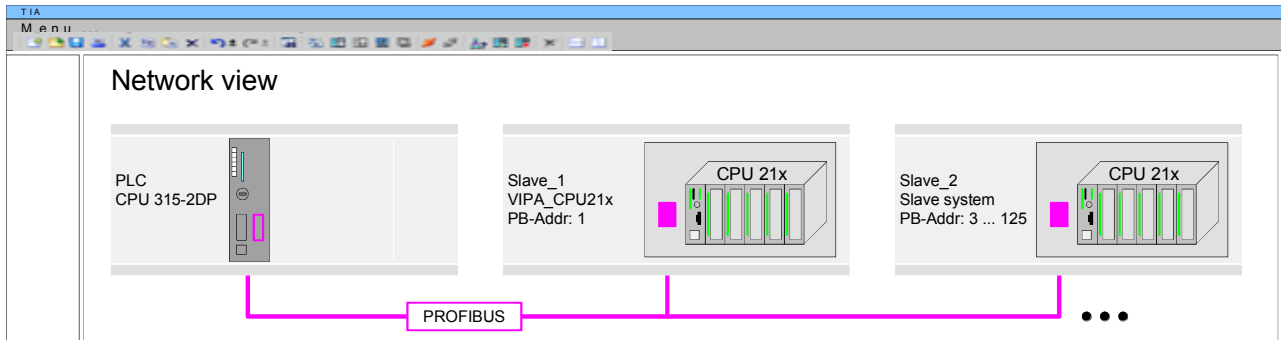 TIA
Menu
Network view
PLC
CPU 315-2DP
Slave_1
VIPA_CPU21x
PB-Addr: 1
CPU 21x
Slave_2
Slave system
PB-Addr: 3 ... 125
CPU 21x
PROFIBUS